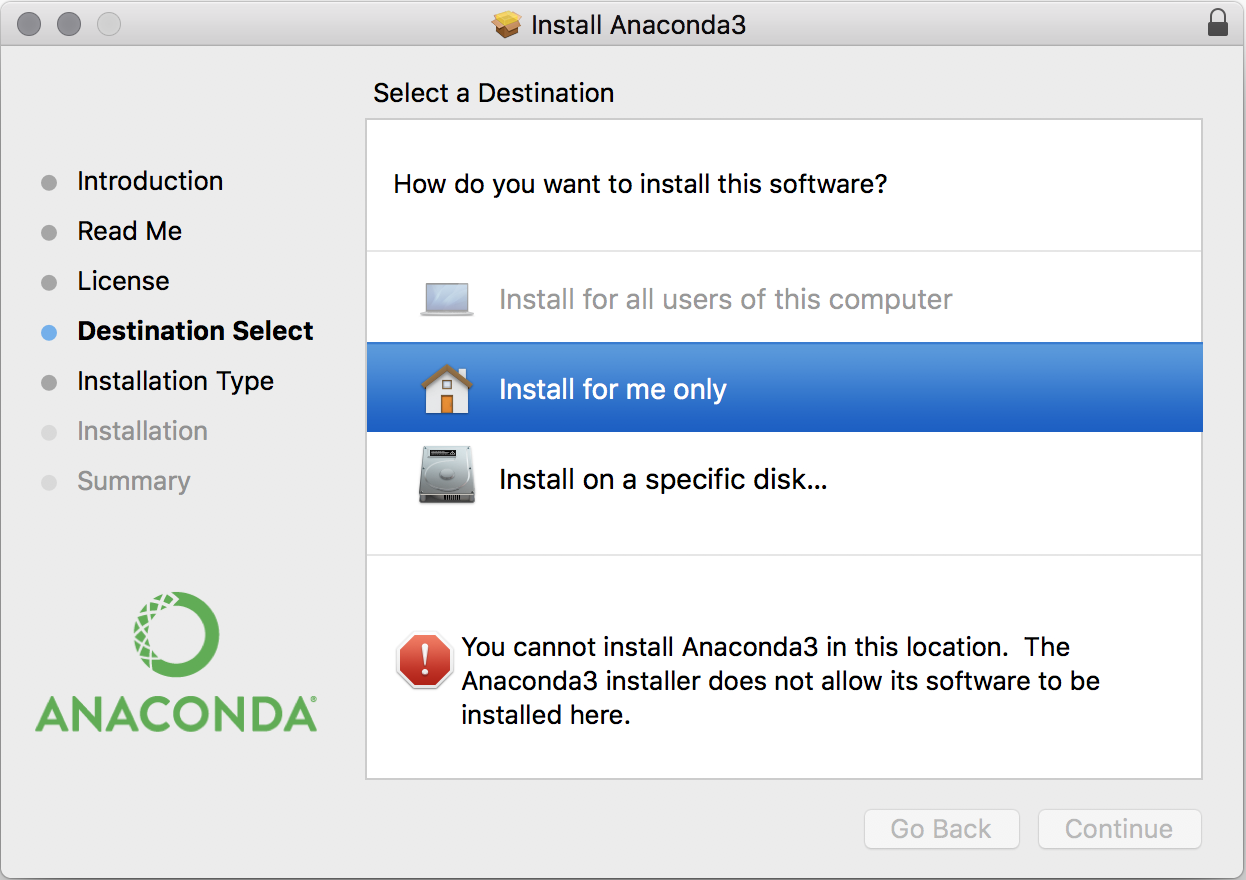 Install Anaconda3
Select a Destination
Introduction
Read Me
License
Destination Select
Installation Type
Installation
Summary
ANACONDA®
How do you want to install this software?
Install for all users of this computer
Install for me only
Install on a specific disk...
You cannot install Anaconda3 in this location.  The
Anaconda3 installer does not allow its software to be
installed here.
Go Back
Continue